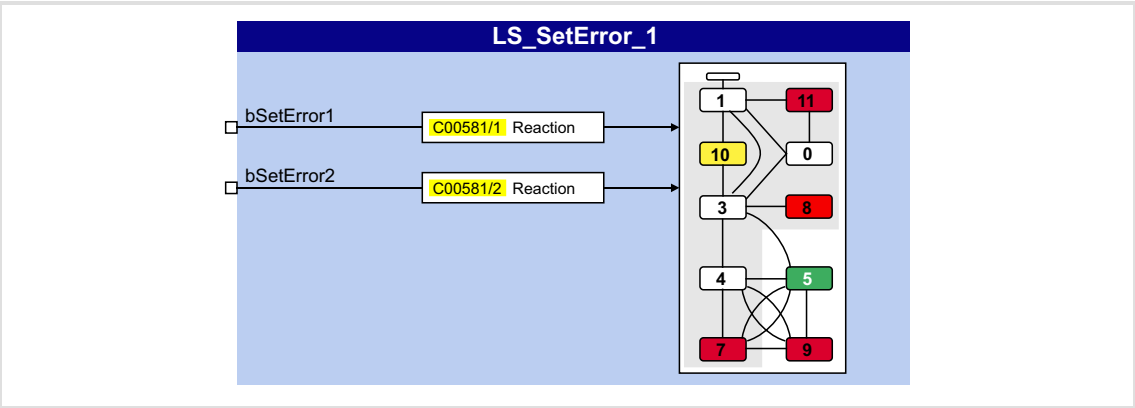 LS_SetError_1
bSetError1
C00581/1 Reaction
bSetError2
C00581/2 Reaction
1 11
10 0
3 8
4 5
7 9